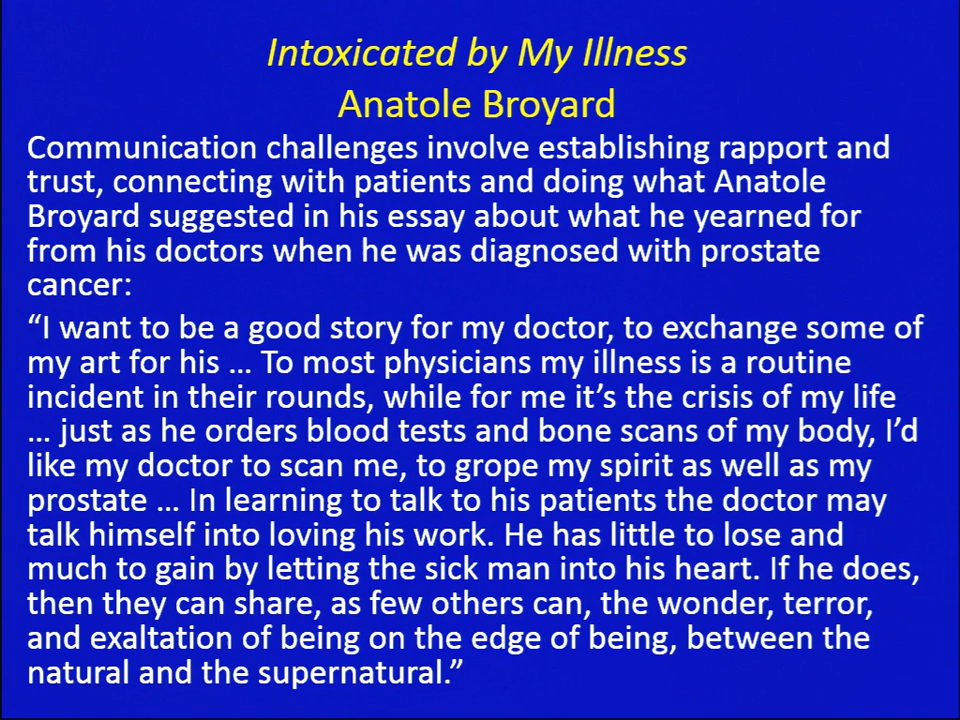 Intoxicated by My Illness
Anatole Broyard
Communication challenges involve establishing rapport and
trust, connecting with patients and doing what Anatole
Broyard suggested in his essay about what he yearned for
from his doctors when he was diagnosed with prostate
cancer:
“I want to be a good story for my doctor, to exchange some of
my art for his … To most physicians my illness is a routine
incident in their rounds, while for me it’s the crisis of my life
… just as he orders blood tests and bone scans of my body, I’d
like my doctor to scan me, to grope my spirit as well as my
prostate … In learning to talk to his patients the doctor may
talk himself into loving his work. He has little to lose and
much to gain by letting the sick man into his heart. If he does,
then they can share, as few others can, the wonder, terror,
and exaltation of being on the edge of being, between the
natural and the supernatural.”